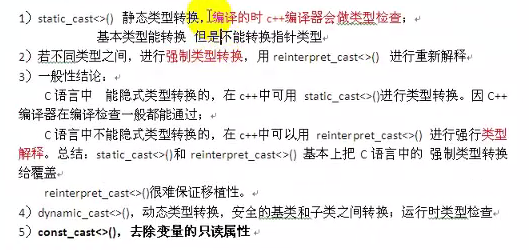 1）static_cast<>() 静态类型转换，编译的时 c++编译器会做类型检查；
基本类型能转换 但是不能转换指针类型
2）若不同类型之间，进行强制类型转换，用 reinterpret_cast<>() 进行重新解释
3）一般性结论：
C 语言中 能隐式类型转换的，在 c++中可用 static_cast<>()进行类型转换。因 C++
编译器在编译检查一般都能通过；
C 语言中不能隐式类型转换的，在 c++中可以用 reinterpret_cast<>() 进行强行类型
解释。总结：static_cast<>()和 reinterpret_cast<>() 基本上把 C 语言中的 强制类型转换
给覆盖
reinterpret_cast<>()很难保证移植性。
4）dynamic_cast<>()，动态类型转换，安全的基类和子类之间转换；运行时类型检查
5）const_cast<>()，去除变量的只读属性